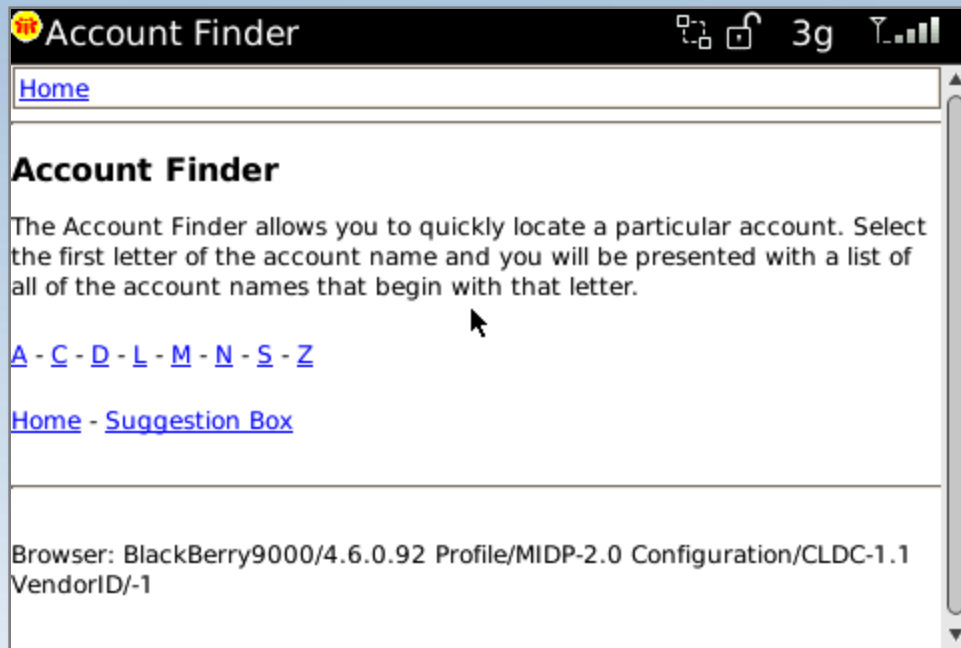 Account Finder 3g
Home
Account Finder
The Account Finder allows you to quickly locate a particular account. Select
the first letter of the account name and you will be presented with a list of
all of the account names that begin with that letter.
A - C - D - L - M - N - S - Z
Home - Suggestion Box
Browser: BlackBerry9000/4.6.0.92 Profile/MIDP-2.0 Configuration/CLDC-1.1
VendorID/-1